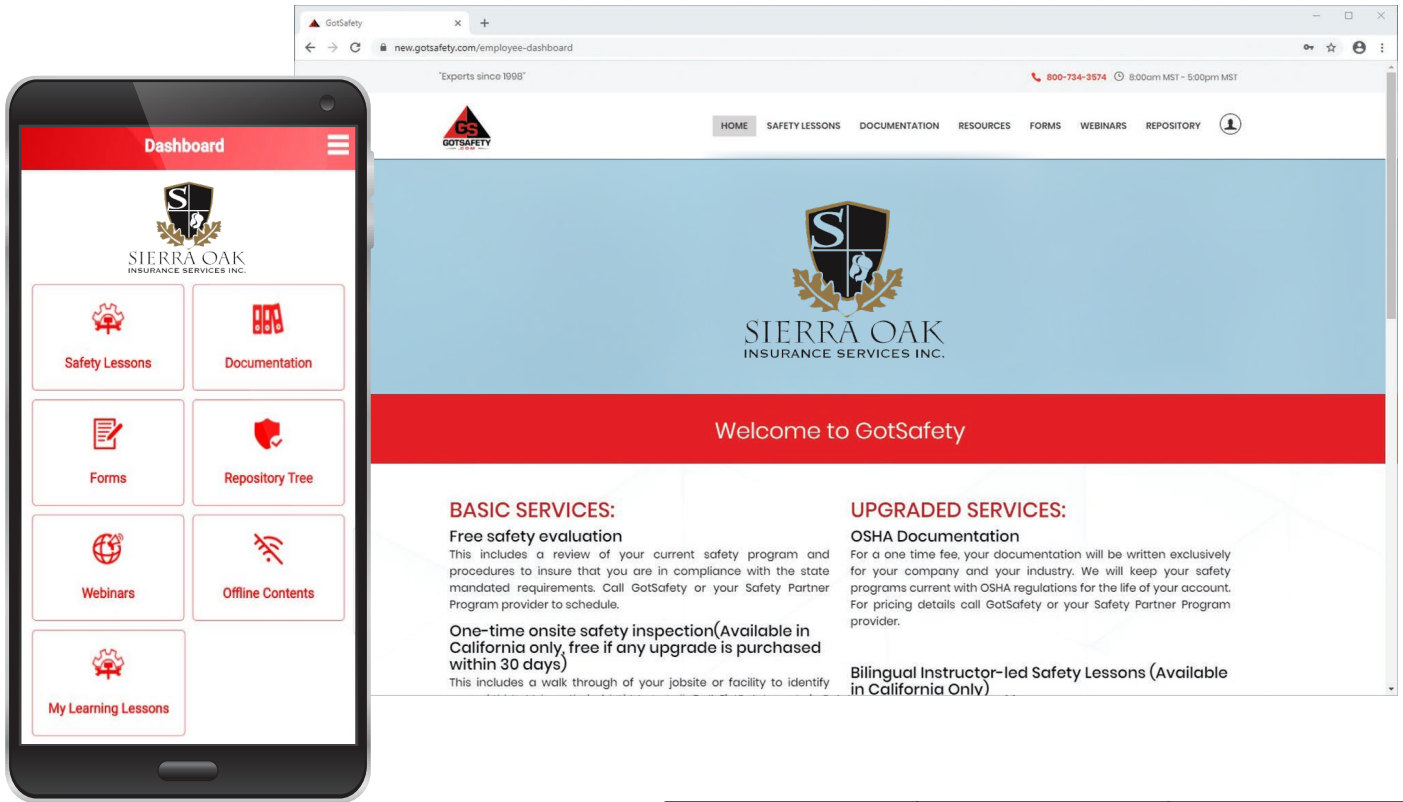 GotSafety
new.gotsafety.com/employee-dashboard
"Experts since 1998"
800-734-3574 8:00am MST - 5:00pm MST
GS
GOTSAFETY
.COM
HOME SAFETY LESSONS DOCUMENTATION RESOURCES FORMS WEBINARS REPOSITORY
S
SIERRA OAK
INSURANCE SERVICES INC.
Welcome to GotSafety
BASIC SERVICES:
Free safety evaluation
This includes a review of your current safety program and
procedures to insure that you are in compliance with the state
mandated requirements. Call GotSafety or your Safety Partner
Program provider to schedule.
One-time onsite safety inspection(Available in
California only, free if any upgrade is purchased
within 30 days)
This includes a walk through of your jobsite or facility to identify
UPGRADED SERVICES:
OSHA Documentation
For a one time fee, your documentation will be written exclusively
for your company and your industry. We will keep your safety
programs current with OSHA regulations for the life of your account.
For pricing details call GotSafety or your Safety Partner Program
provider.
Bilingual Instructor-led Safety Lessons (Available
in California Only)
Dashboard
S
SIERRA OAK
INSURANCE SERVICES INC.
Safety Lessons
Documentation
Forms
Repository Tree
Webinars
Offline Contents
My Learning Lessons